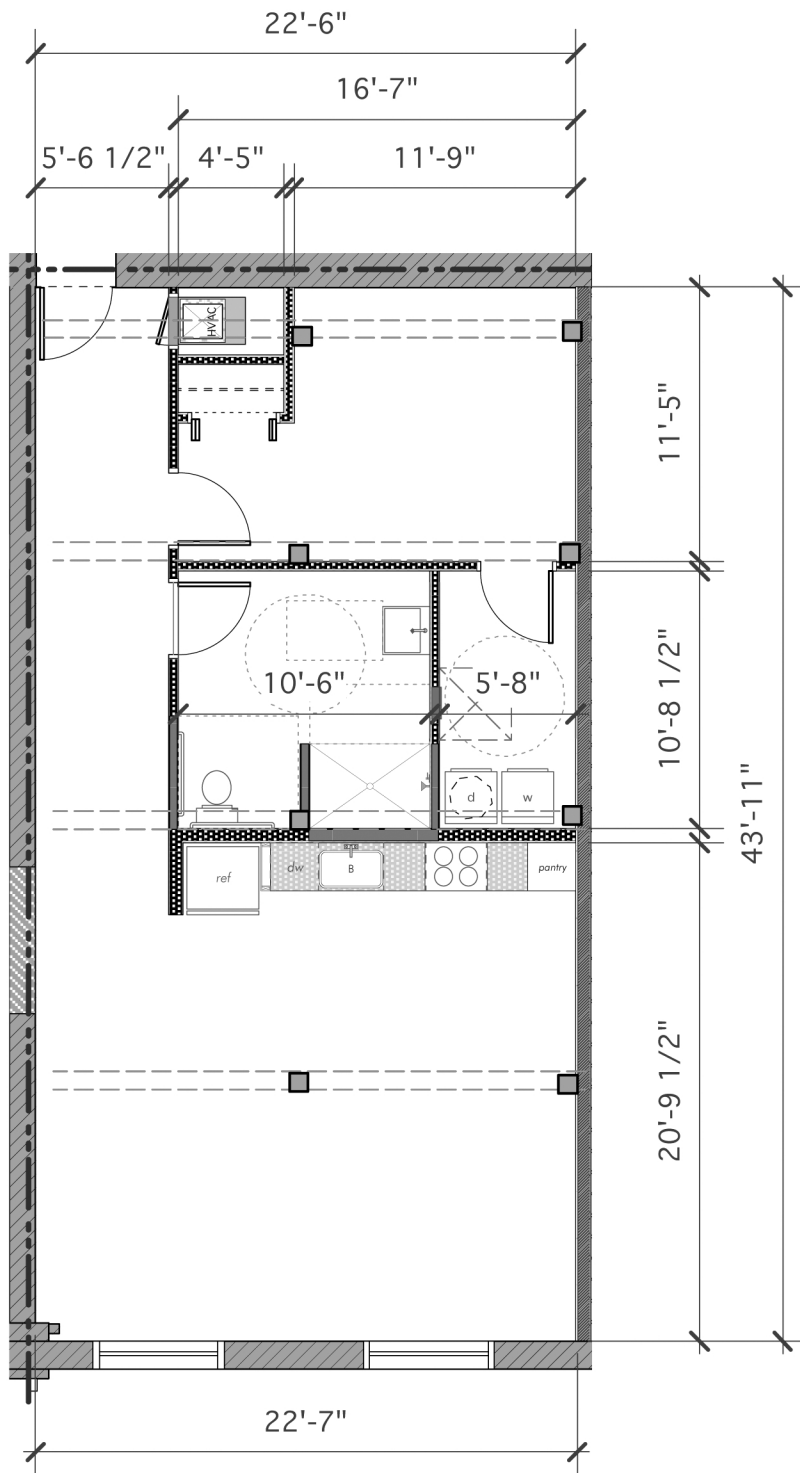 22'-6"
16'-7"
5'-6 1/2" 4'-5" 11'-9"
HVAC
11'-5"
10'-6" 5'-8"
10'-8 1/2"
43'-11"
d w
ref dw B pantry
20'-9 1/2"
22'-7"